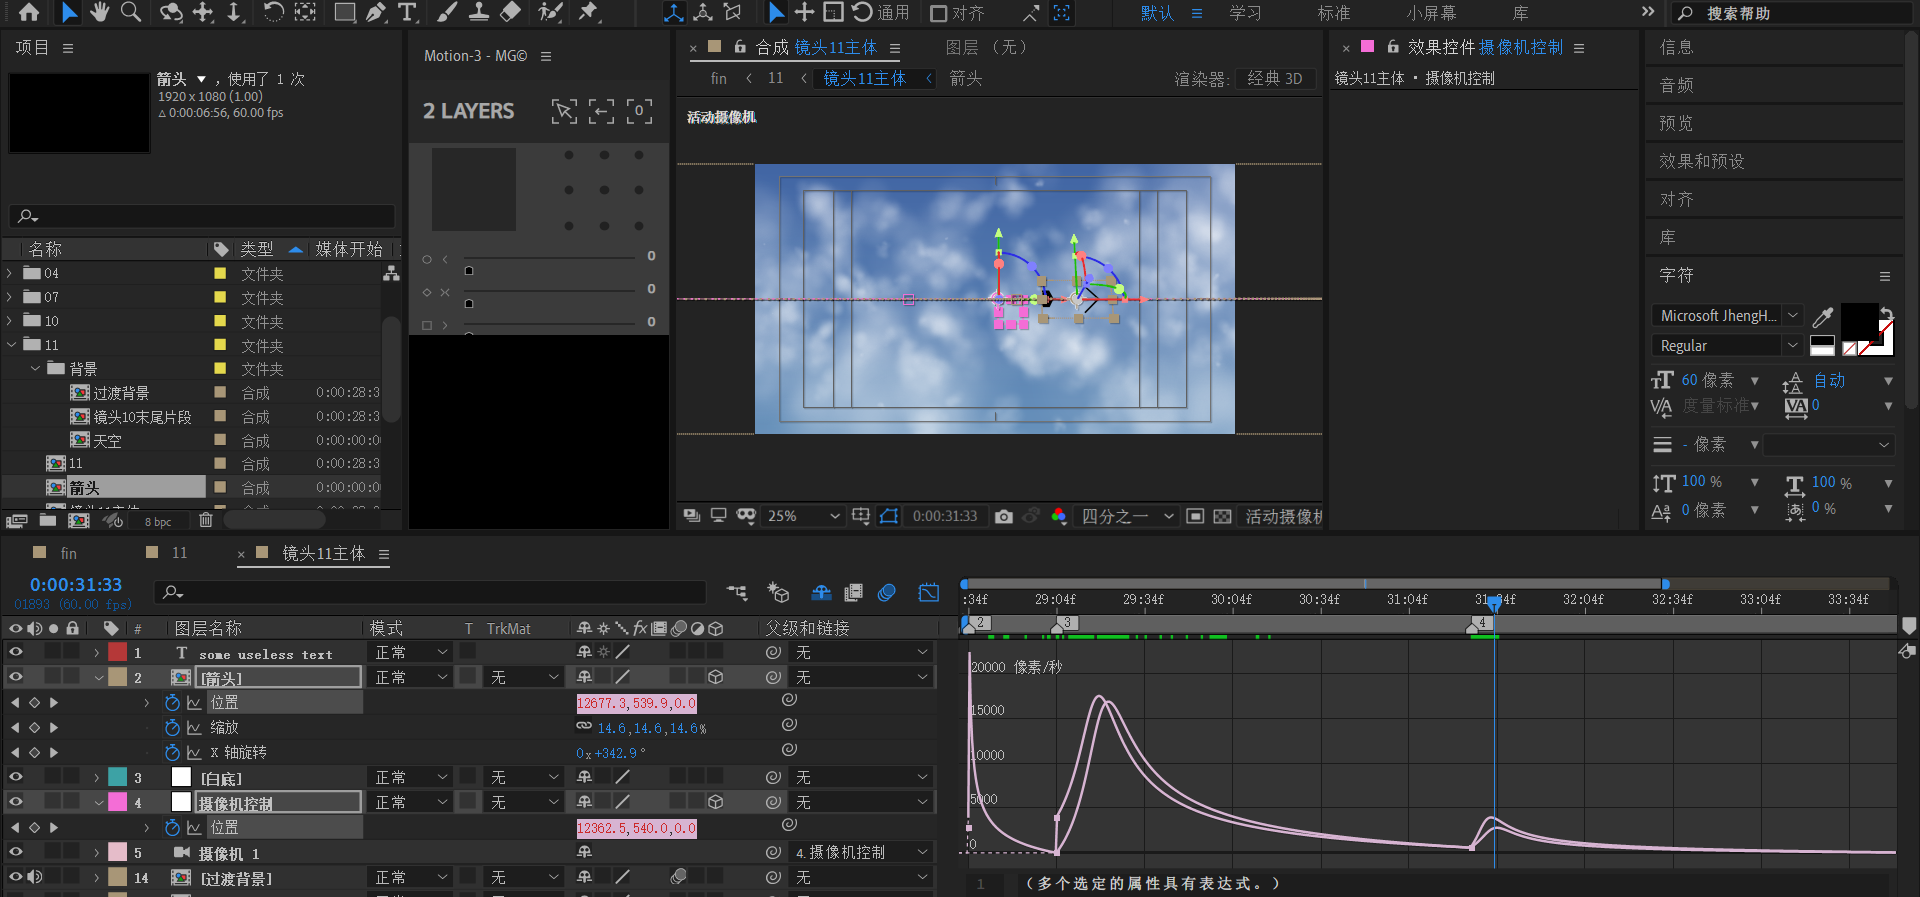 通用
对齐
默认
学习
标准
小屏幕
库
搜索帮助
项目
箭头 ，使用了 1 次
1920 x 1080 (1.00)
Δ 0:00:06:56, 60.00 fps
名称
类型
媒体开始
04
文件夹
07
文件夹
10
文件夹
11
文件夹
背景
文件夹
过渡背景
合成
0:00:28:3
镜头10末尾片段
合成
0:00:28:3
天空
合成
0:00:00:0
11
合成
0:00:28:3
箭头
合成
0:00:00:0
镜头11主体
8 bpc
Motion-3 - MG©
2 LAYERS
0
0
0
0
合成 镜头11主体
图层 （无）
fin
11
镜头11主体
箭头
渲染器:
经典 3D
活动摄像机
25%
0:00:31:33
四分之一
活动摄像机
效果控件 摄像机控制
镜头11主体 · 摄像机控制
信息
音频
预览
效果和预设
对齐
库
字符
Microsoft JhengH...
Regular
60 像素
自动
度量标准
0
- 像素
100 %
100 %
0 像素
0 %
fin
11
镜头11主体
0:00:31:33
01893 (60.00 fps)
#
图层名称
模式
T TrkMat
父级和链接
1
some useless text
正常
无
2
[箭头]
正常
无
无
位置
12677.3,539.9,0.0
缩放
14.6,14.6,14.6%
X 轴旋转
0x+342.9°
3
[白底]
正常
无
无
4
摄像机控制
正常
无
无
位置
12362.5,540.0,0.0
5
摄像机 1
4.摄像机控制
14
[过渡背景]
正常
无
无
:34f
29:04f
29:34f
30:04f
30:34f
31:04f
31:34f
32:04f
32:34f
33:04f
33:34f
2
3
4
20000 像素/秒
15000
10000
5000
0
1
（多个选定的属性具有表达式。）